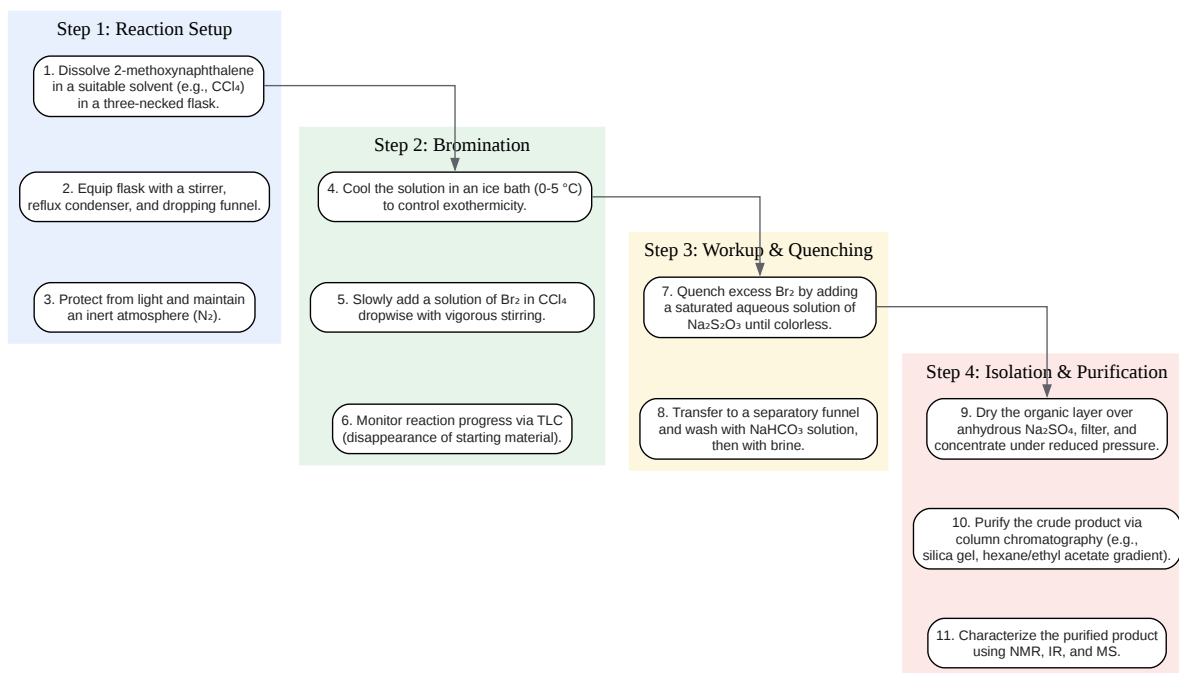 Step 1: Reaction Setup
1. Dissolve 2-methoxynaphthalene
in a suitable solvent (e.g., CCl₄)
in a three-necked flask.
2. Equip flask with a stirrer,
reflux condenser, and dropping funnel.
3. Protect from light and maintain
an inert atmosphere (N₂).
Step 2: Bromination
4. Cool the solution in an ice bath (0-5 °C)
to control exothermicity.
5. Slowly add a solution of Br₂ in CCl₄
dropwise with vigorous stirring.
6. Monitor reaction progress via TLC
(disappearance of starting material).
Step 3: Workup & Quenching
7. Quench excess Br₂ by adding
a saturated aqueous solution of
Na₂S₂O₃ until colorless.
8. Transfer to a separatory funnel
and wash with NaHCO₃ solution,
then with brine.
Step 4: Isolation & Purification
9. Dry the organic layer over
anhydrous Na₂SO₄, filter, and
concentrate under reduced pressure.
10. Purify the crude product via
column chromatography (e.g.,
silica gel, hexane/ethyl acetate gradient).
11. Characterize the purified product
using NMR, IR, and MS.